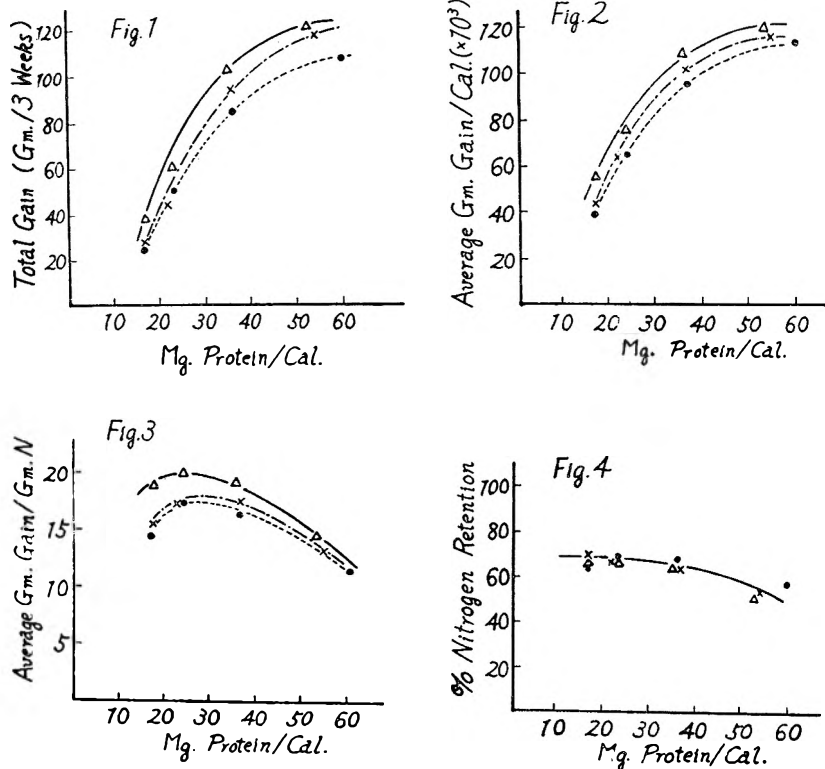 Fig.1
Total Gain (Gm./3 Weeks)
120
100
80
60
40
20
10 20 30 40 50 60
Mg. Protein/Cal.
Fig.2
Average Gm. Gain/Cal.(×10³)
120
100
80
60
40
20
10 20 30 40 50 60
Mg. Protein/Cal.
Fig.3
Average Gm. Gain/Gm. N
20
15
10
5
10 20 30 40 50 60
Mg. Protein/Cal.
Fig.4
% Nitrogen Retention
100
80
60
40
20
10 20 30 40 50 60
Mg. Protein/Cal.